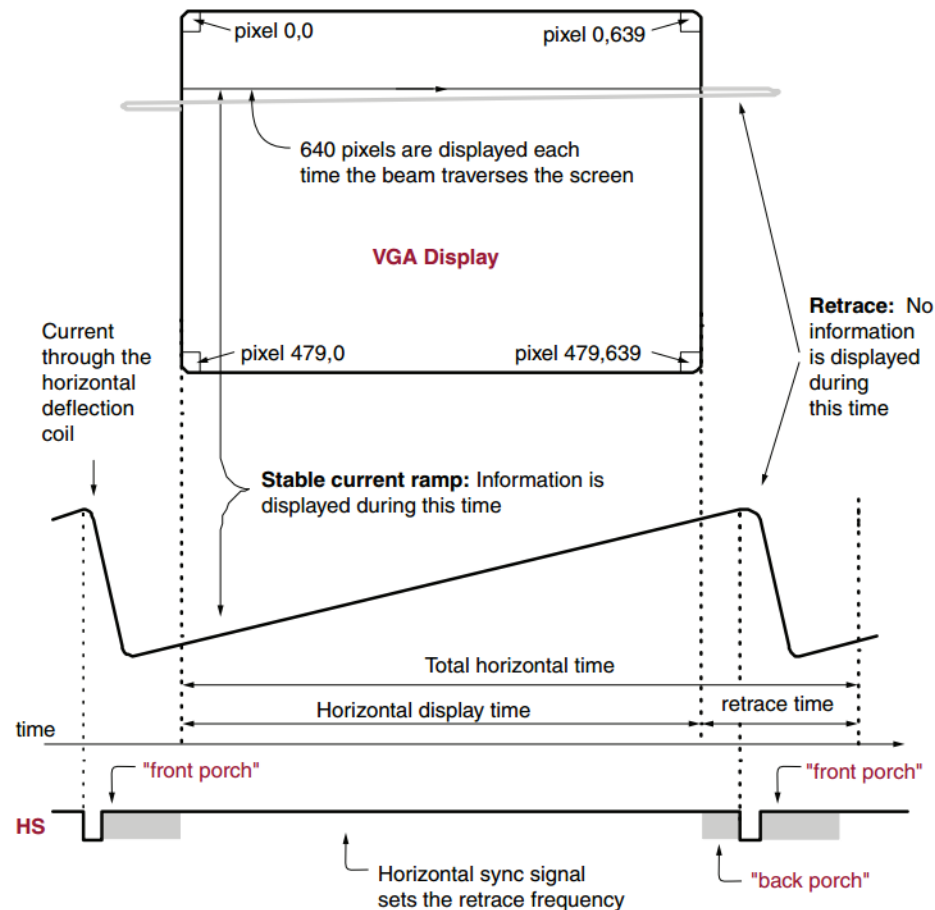 pixel 0,0
pixel 0,639
640 pixels are displayed each
time the beam traverses the screen
VGA Display
Retrace: No
information
is displayed
during
this time
Current
through the
horizontal
deflection
coil
pixel 479,0
pixel 479,639
Stable current ramp: Information is
displayed during this time
Total horizontal time
Horizontal display time
retrace time
time
"front porch"
"front porch"
HS
Horizontal sync signal
sets the retrace frequency
"back porch"